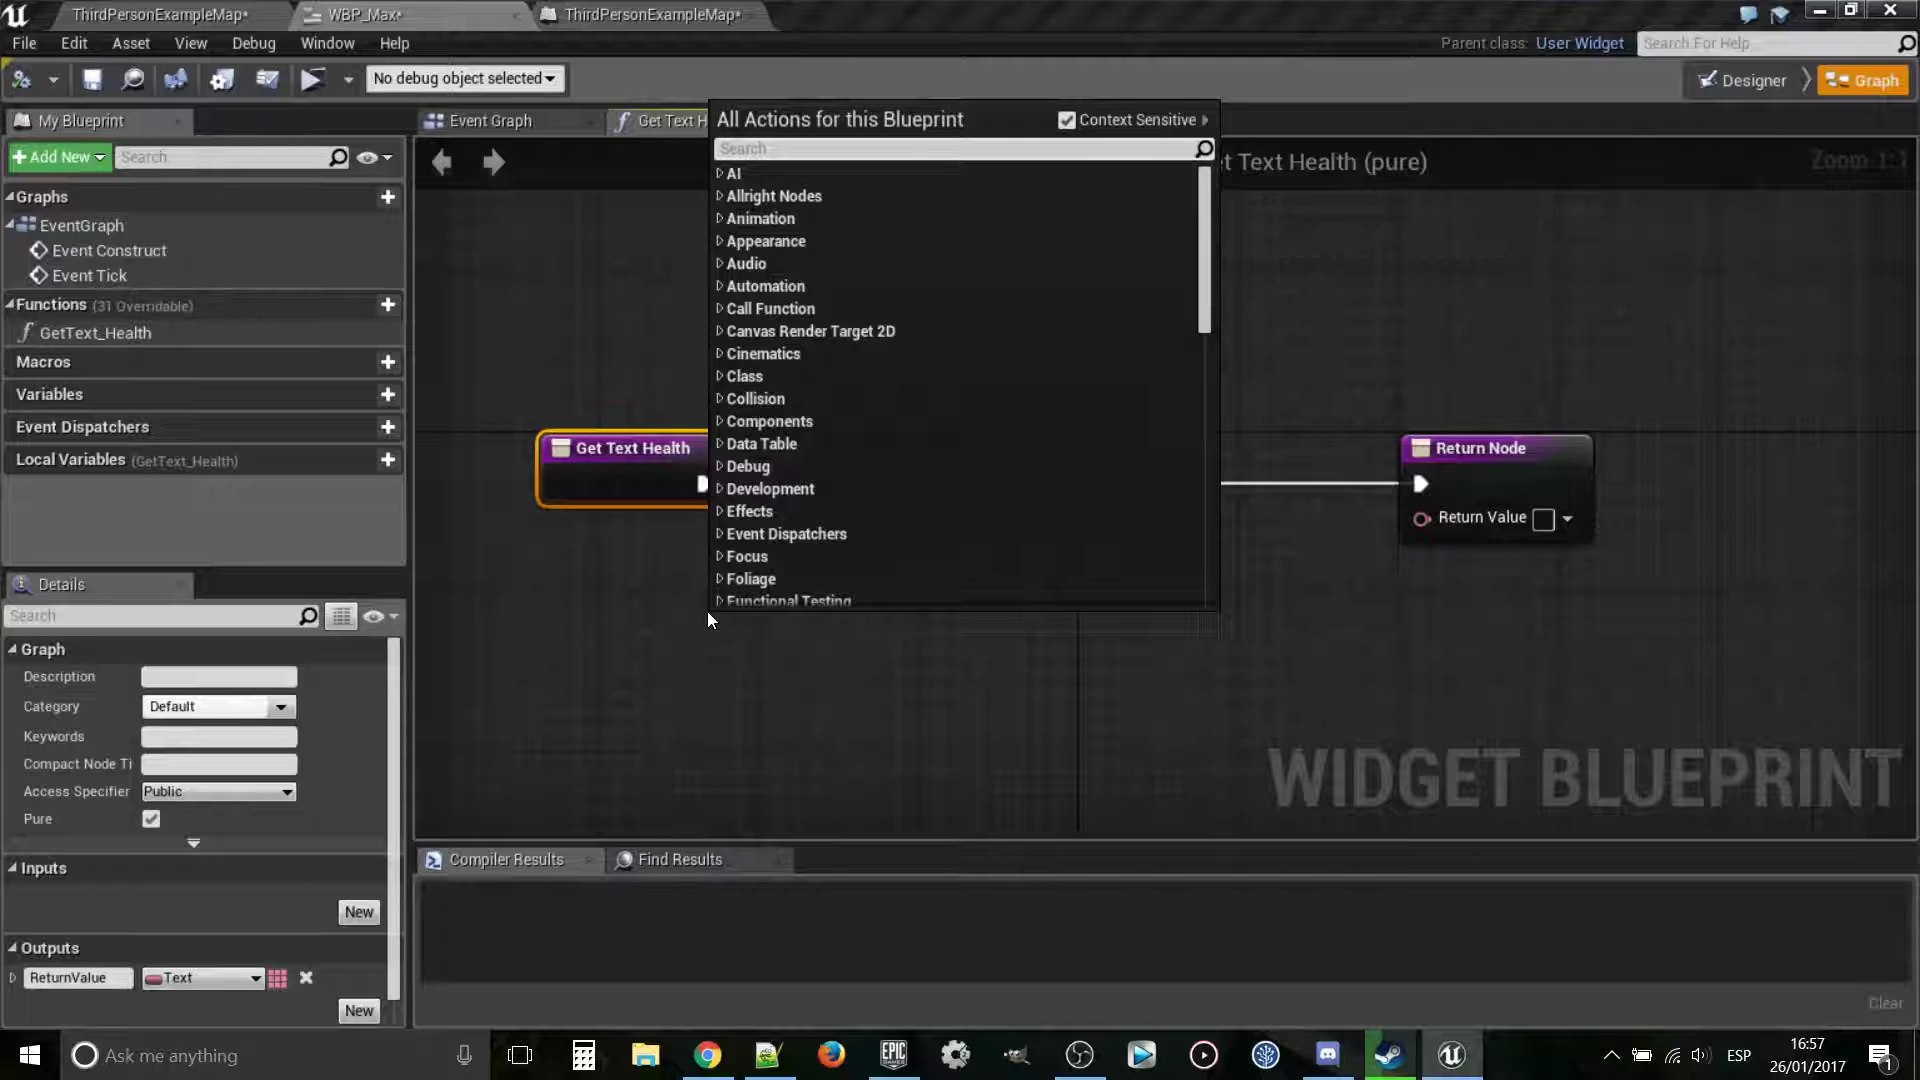 ThirdPersonExampleMap*
WBP_Max*
ThirdPersonExampleMap*
File Edit Asset View Debug Window Help
Parent class: User Widget
Search For Help
No debug object selected
Designer
Graph
My Blueprint
Add New
Search
Graphs
EventGraph
Event Construct
Event Tick
Functions (31 Overridable)
GetText_Health
Macros
Variables
Event Dispatchers
Local Variables (GetText_Health)
Details
Search
Graph
Description
Category Default
Keywords
Compact Node Ti
Access Specifier Public
Pure
Inputs
New
Outputs
ReturnValue Text
New
Event Graph
Get Text H
t Text Health (pure)
Zoom 1:1
All Actions for this Blueprint
Context Sensitive
Search
AI
Allright Nodes
Animation
Appearance
Audio
Automation
Call Function
Canvas Render Target 2D
Cinematics
Class
Collision
Components
Data Table
Debug
Development
Effects
Event Dispatchers
Focus
Foliage
Functional Testing
Get Text Health
Return Node
Return Value
WIDGET BLUEPRINT
Compiler Results
Find Results
Clear
Ask me anything
EPIC
GAMES
ESP
16:57
26/01/2017
1